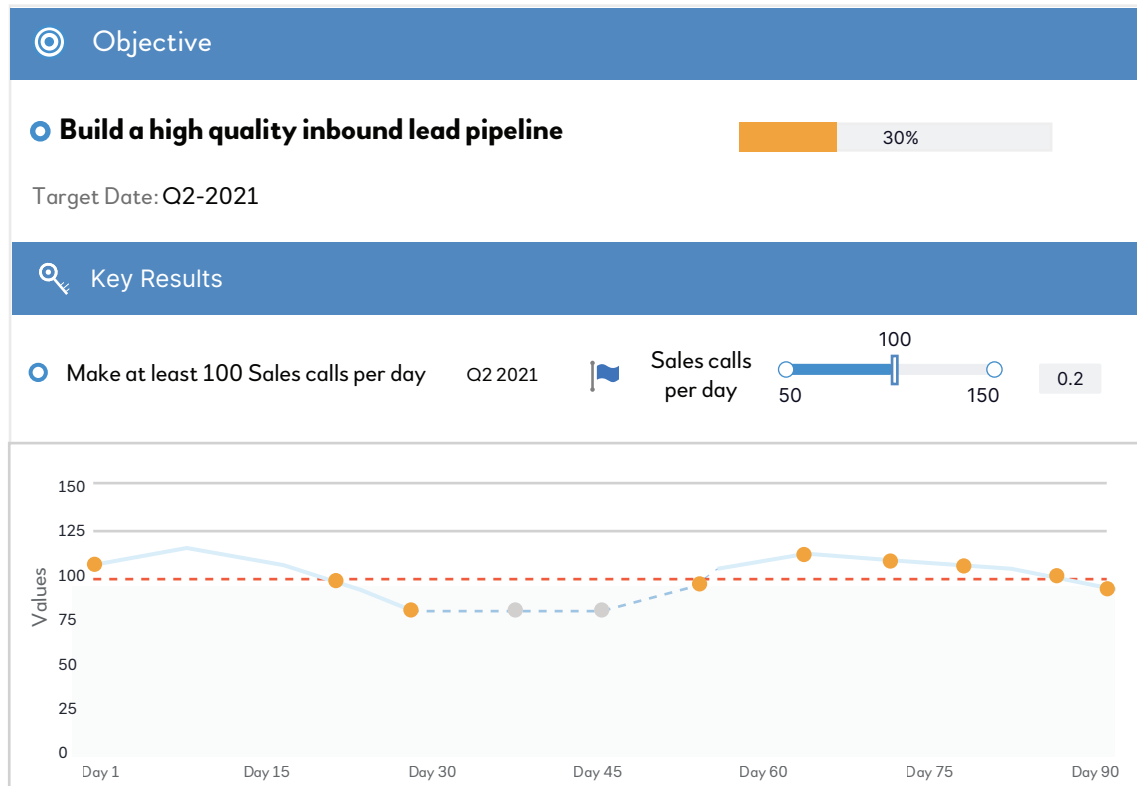 Objective
Build a high quality inbound lead pipeline
30%
Target Date: Q2-2021
Key Results
Make at least 100 Sales calls per day
Q2 2021
Sales calls
per day
100
50
150
0.2
Values
150
125
100
75
50
25
0
Day 1 Day 15 Day 30 Day 45 Day 60 Day 75 Day 90